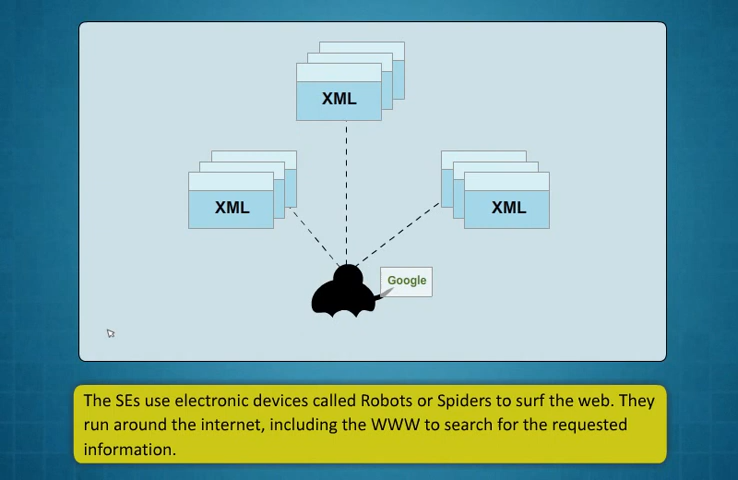 XML
XML
XML
Google
The SEs use electronic devices called Robots or Spiders to surf the web. They
run around the internet, including the WWW to search for the requested
information.